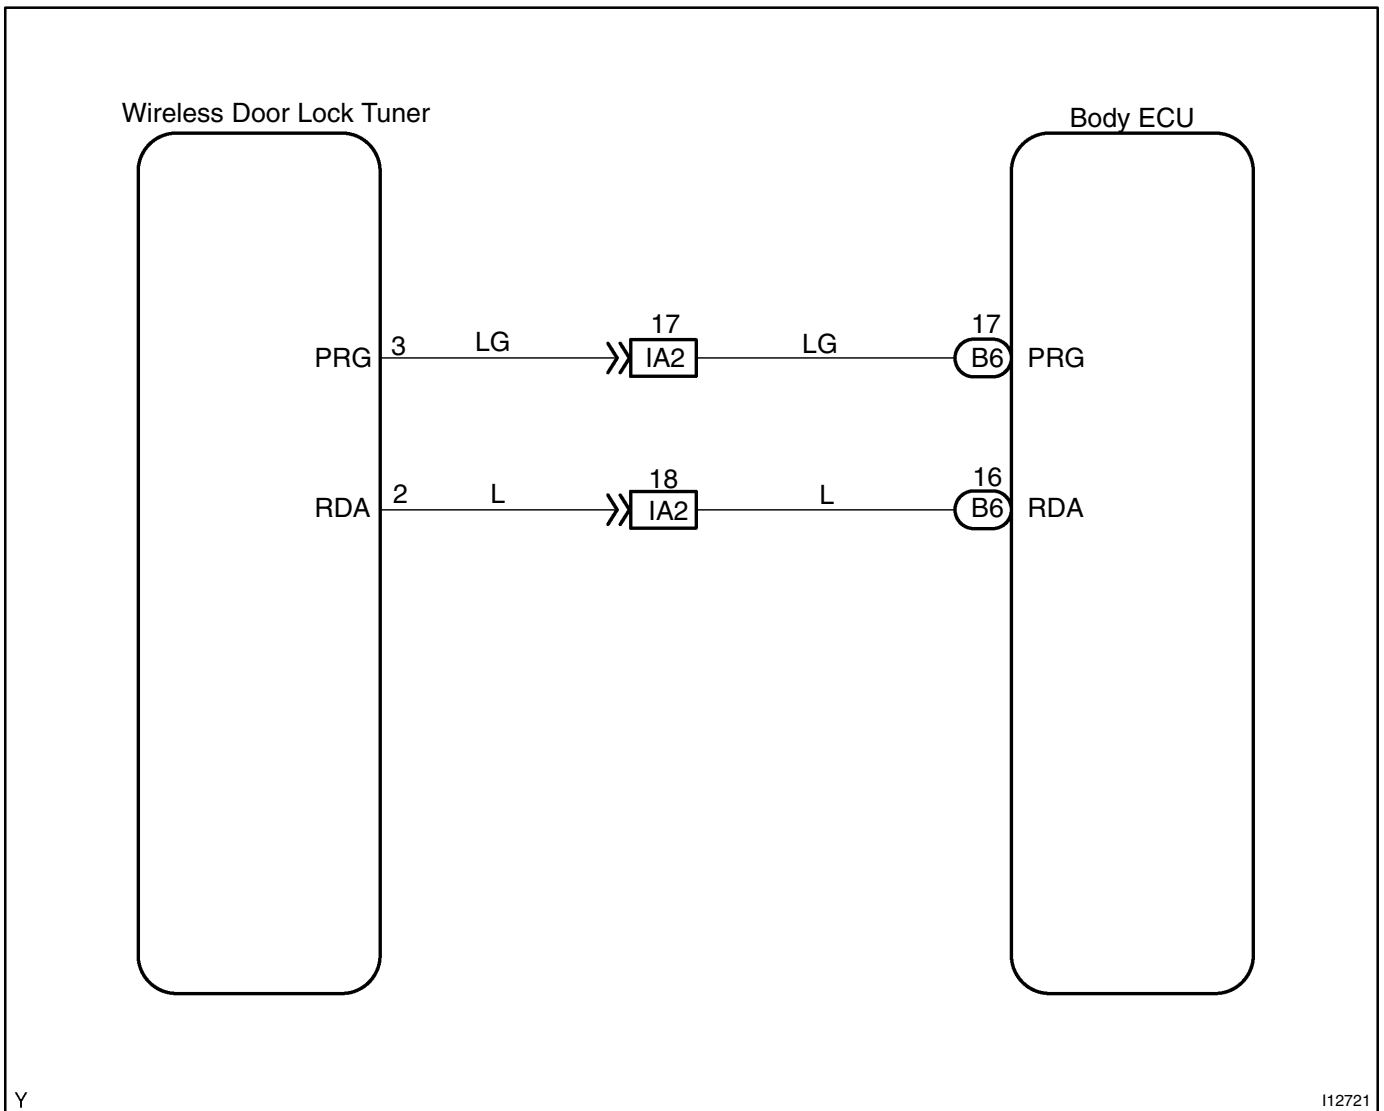 Wireless Door Lock Tuner
Body ECU
PRG 3 LG 17 IA2 LG 17 B6 PRG
RDA 2 L 18 IA2 L 16 B6 RDA
Y
I12721